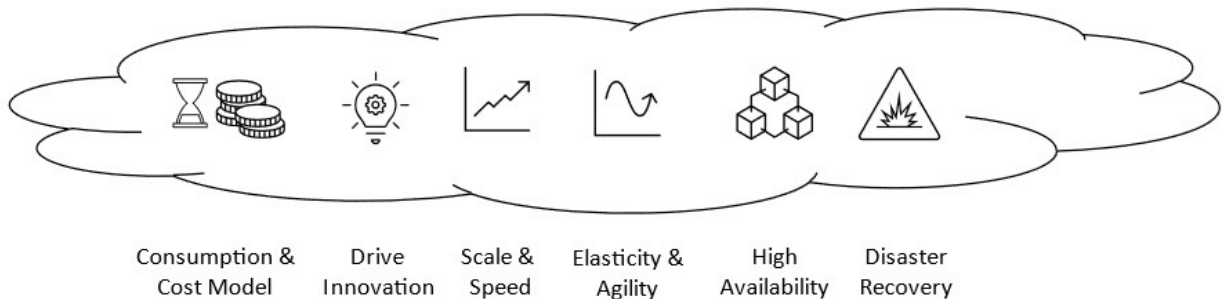 Consumption &
Cost Model
Drive
Innovation
Scale &
Speed
Elasticity &
Agility
High
Availability
Disaster
Recovery